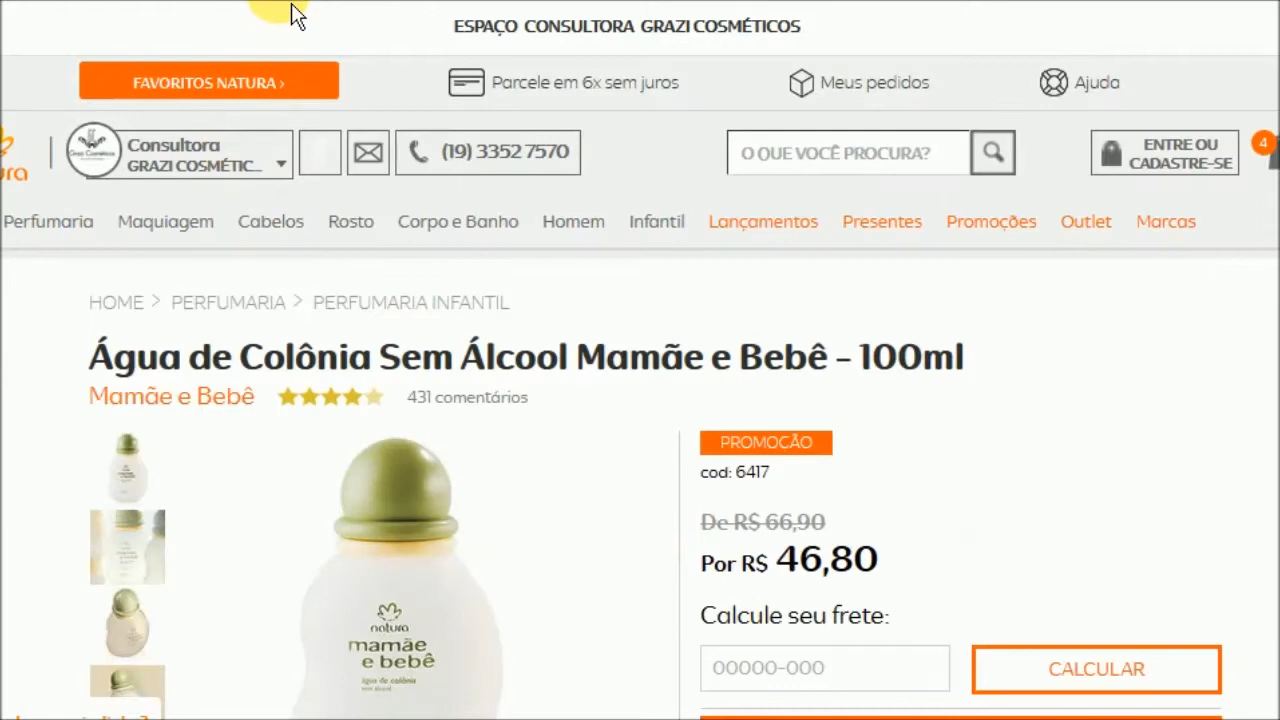 ESPAÇO CONSULTORA GRAZI COSMÉTICOS
FAVORITOS NATURA ›
Parcele em 6x sem juros
Meus pedidos
Ajuda
ura
Consultora
GRAZI COSMÉTIC...
(19) 3352 7570
O QUE VOCÊ PROCURA?
ENTRE OU
CADASTRE-SE
4
Perfumaria Maquiagem Cabelos Rosto Corpo e Banho Homem Infantil Lançamentos Presentes Promoções Outlet Marcas
HOME > PERFUMARIA > PERFUMARIA INFANTIL
Água de Colônia Sem Álcool Mamãe e Bebê - 100ml
Mamãe e Bebê
431 comentários
PROMOÇÃO
cod: 6417
De R$ 66,90
Por R$ 46,80
Calcule seu frete:
00000-000
CALCULAR
natura
mamãe
e bebê
água de colônia
sem álcool